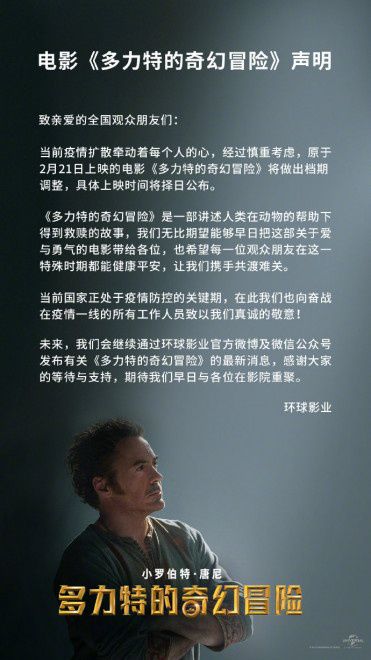 电影《多力特的奇幻冒险》声明
致亲爱的全国观众朋友们：
当前疫情扩散牵动着每个人的心，经过慎重考虑，原于
2月21日上映的电影《多力特的奇幻冒险》将做出档期
调整，具体上映时间将择日公布。
《多力特的奇幻冒险》是一部讲述人类在动物的帮助下
得到救赎的故事，我们无比期望能够早日把这部关于爱
与勇气的电影带给各位，也希望每一位观众朋友在这一
特殊时期都能健康平安，让我们携手共渡难关。
当前国家正处于疫情防控的关键期，在此我们也向奋战
在疫情一线的所有工作人员致以我们真诚的敬意！
未来，我们会继续通过环球影业官方微博及微信公众号
发布有关《多力特的奇幻冒险》的最新消息，感谢大家
的等待与支持，期待我们早日与各位在影院重聚。
环球影业
小罗伯特·唐尼
多力特的奇幻冒险
UNIVERSAL